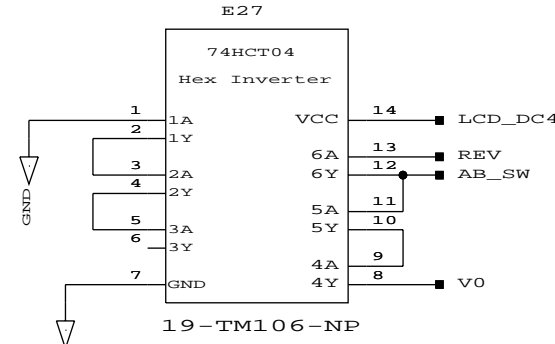 E27
74HCT04
Hex Inverter
1 1A VCC 14 LCD_DC4
2 1Y
6A 13 REV
3 2A 6Y 12 AB_SW
4 2Y
5A 11
5 3A 5Y 10
6 3Y
4A 9
7 GND 4Y 8 V0
GND
19-TM106-NP